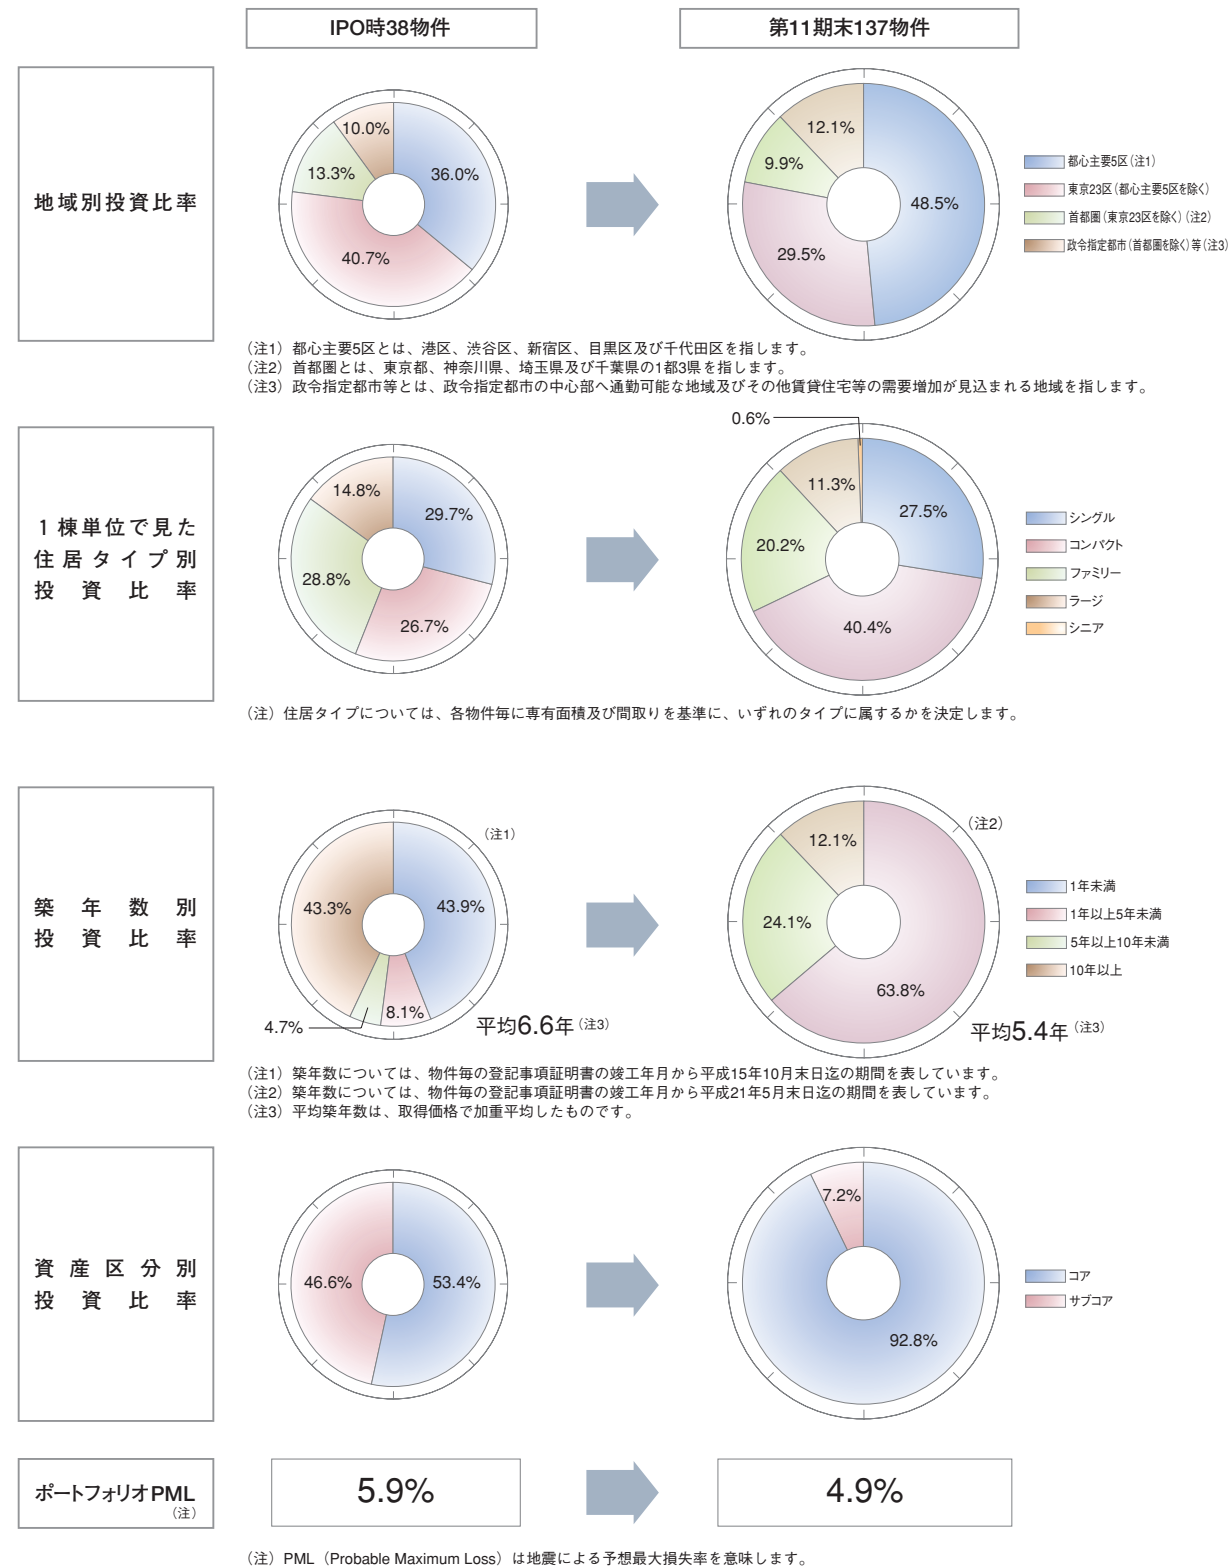 IPO時38物件
第11期末137物件
地域別投資比率
10.0%
36.0%
13.3%
40.7%
12.1%
9.9%
48.5%
29.5%
都心主要5区（注1）
東京23区（都心主要5区を除く）
首都圏（東京23区を除く）（注2）
政令指定都市（首都圏を除く）等（注3）
（注1）都心主要5区とは、港区、渋谷区、新宿区、目黒区及び千代田区を指します。
（注2）首都圏とは、東京都、神奈川県、埼玉県及び千葉県の1都3県を指します。
（注3）政令指定都市等とは、政令指定都市の中心部へ通勤可能な地域及びその他賃貸住宅等の需要増加が見込まれる地域を指します。
1棟単位で見た
住居タイプ別
投資比率
14.8%
29.7%
28.8%
26.7%
0.6%
11.3%
27.5%
20.2%
40.4%
シングル
コンパクト
ファミリー
ラージ
シニア
（注）住居タイプについては、各物件毎に専有面積及び間取りを基準に、いずれのタイプに属するかを決定します。
築年数別
投資比率
（注1）
43.3%
43.9%
4.7%
8.1%
平均6.6年（注3）
（注2）
12.1%
24.1%
63.8%
平均5.4年（注3）
1年未満
1年以上5年未満
5年以上10年未満
10年以上
（注1）築年数については、物件毎の登記事項証明書の竣工年月から平成15年10月末日迄の期間を表しています。
（注2）築年数については、物件毎の登記事項証明書の竣工年月から平成21年5月末日迄の期間を表しています。
（注3）平均築年数は、取得価格で加重平均したものです。
資産区分別
投資比率
46.6%
53.4%
7.2%
92.8%
コア
サブコア
ポートフォリオPML
（注）
5.9%
4.9%
（注）PML（Probable Maximum Loss）は地震による予想最大損失率を意味します。